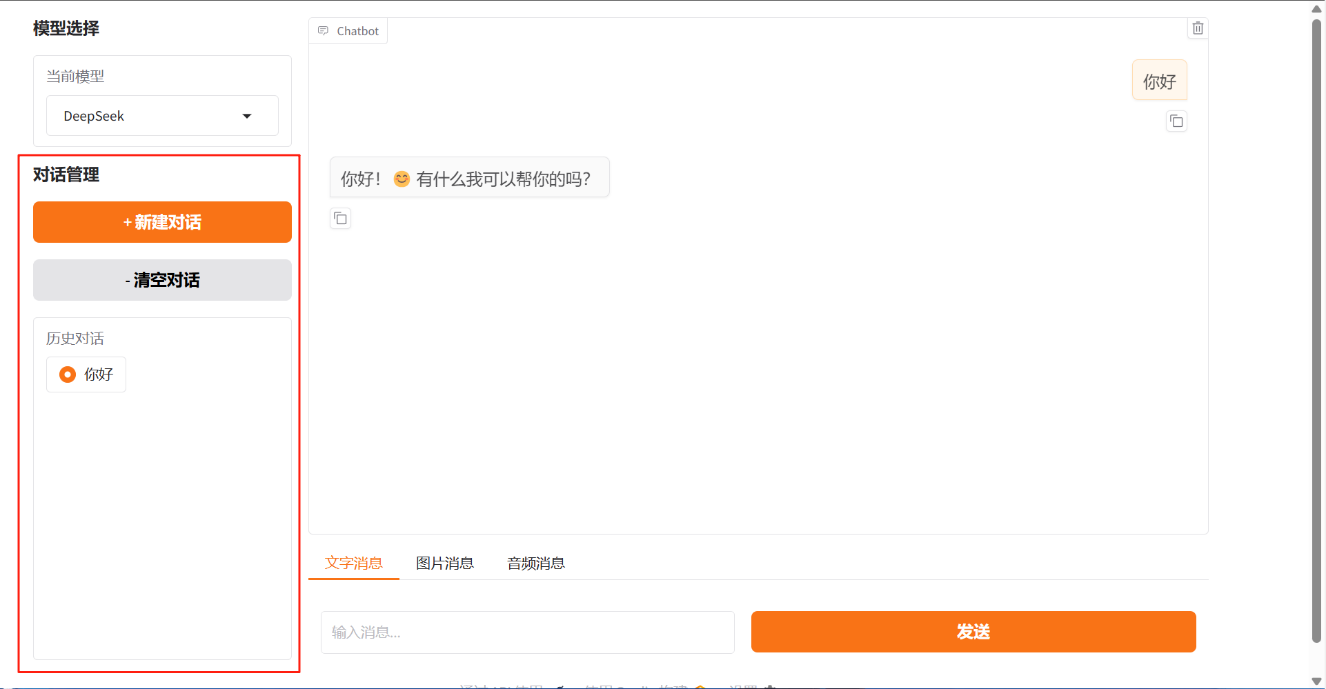 模型选择
当前模型
DeepSeek
对话管理
+ 新建对话
- 清空对话
历史对话
你好
Chatbot
你好
你好！😊 有什么我可以帮你的吗？
文字消息 图片消息 音频消息
输入消息...
发送